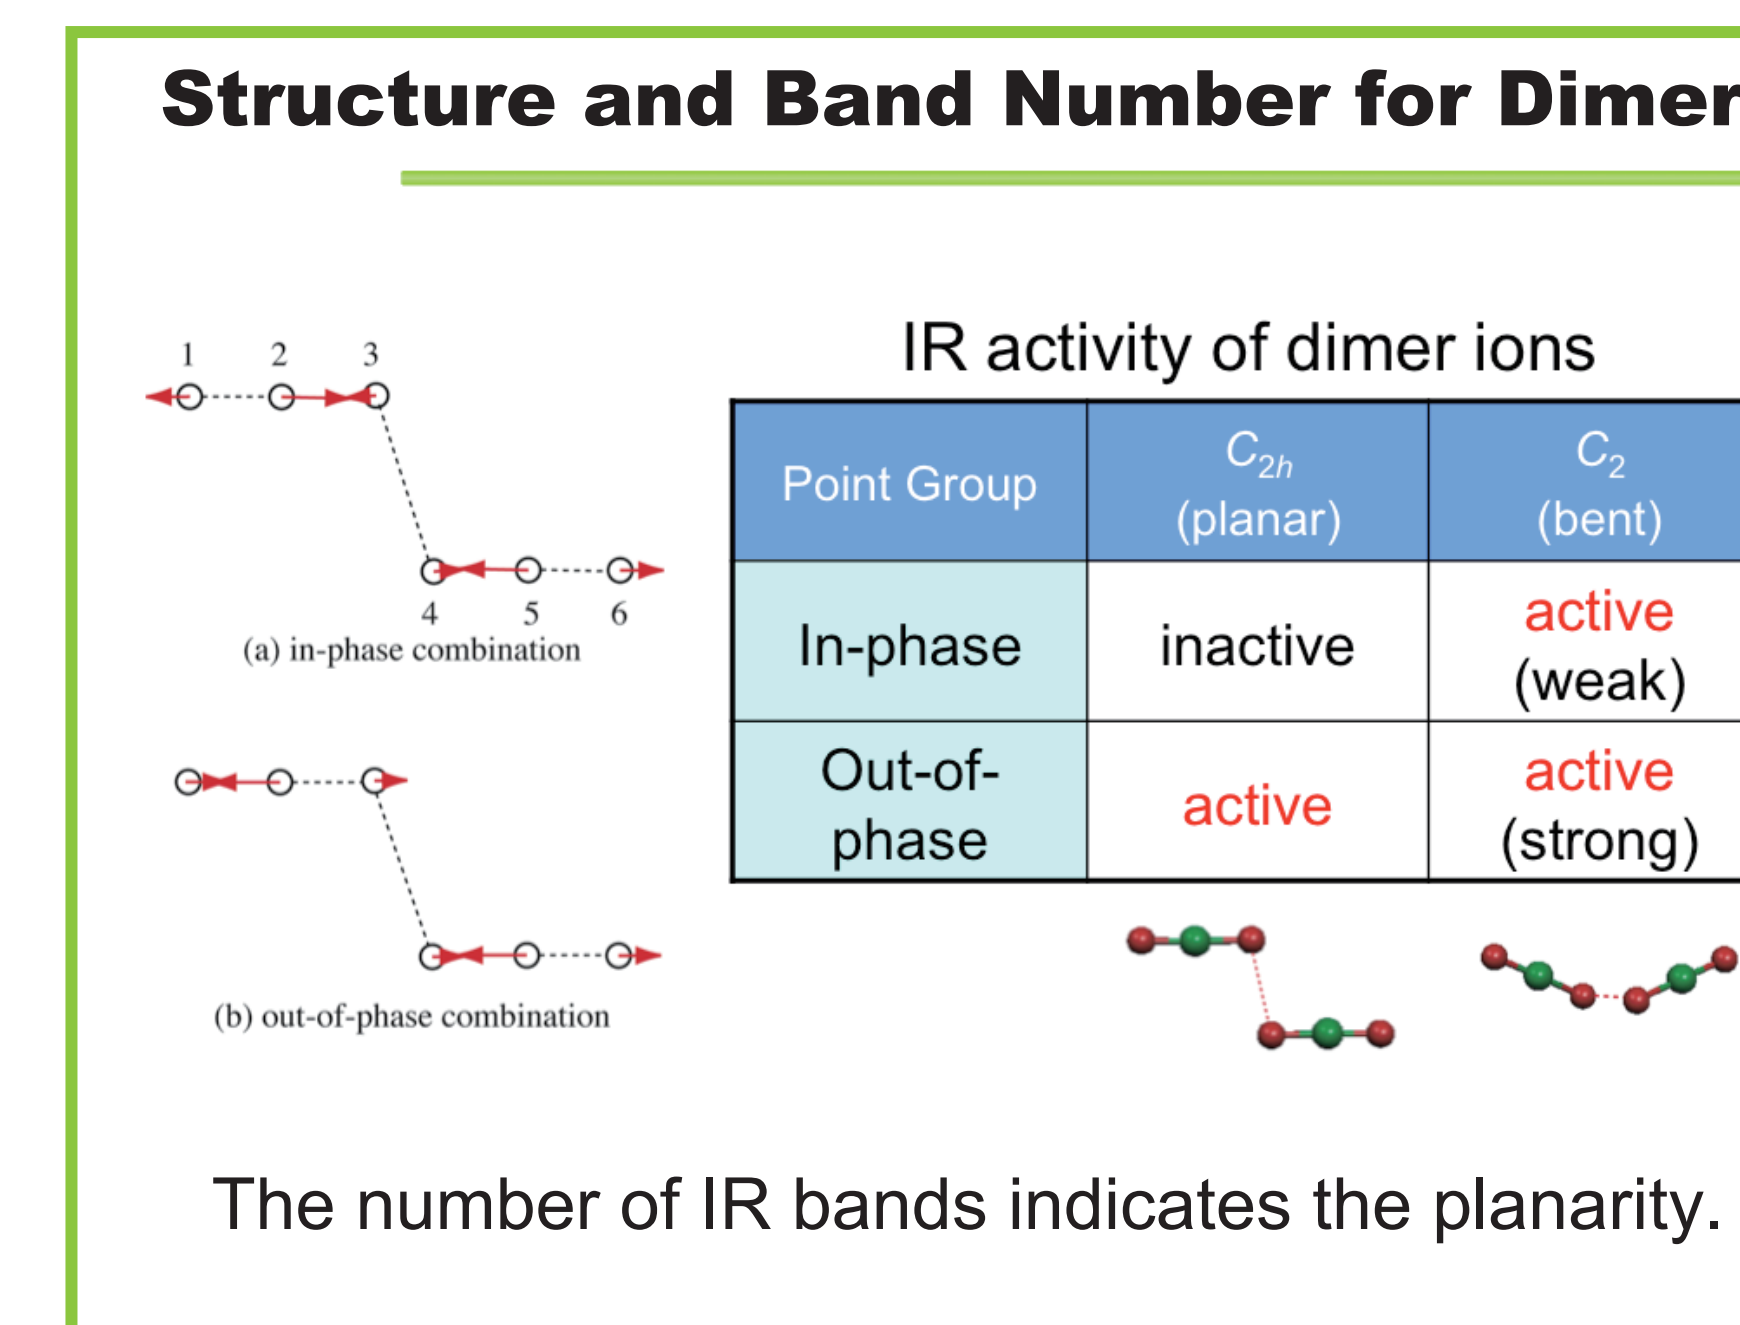 Structure and Band Number for Dimer
1 2 3
4 5 6
(a) in-phase combination
(b) out-of-phase combination
IR activity of dimer ions
Point Group
C2h
(planar)
C2
(bent)
In-phase
inactive
active
(weak)
Out-of-
phase
active
active
(strong)
The number of IR bands indicates the planarity.